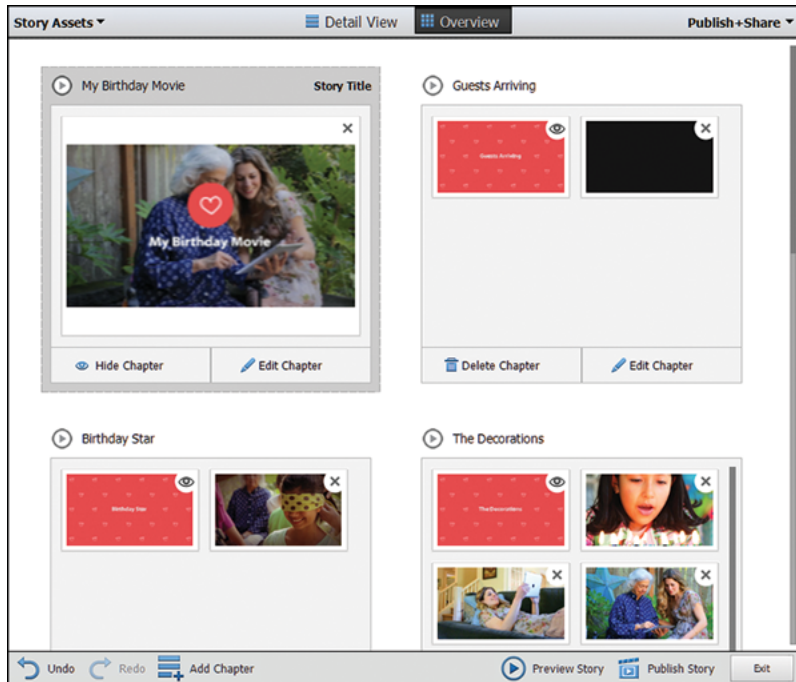 Story Assets
Detail View
Overview
Publish+Share
My Birthday Movie
Story Title
My Birthday Movie
Hide Chapter
Edit Chapter
Guests Arriving
Guests Arriving
Delete Chapter
Edit Chapter
Birthday Star
Birthday Star
The Decorations
The Decorations
Undo
Redo
Add Chapter
Preview Story
Publish Story
Exit